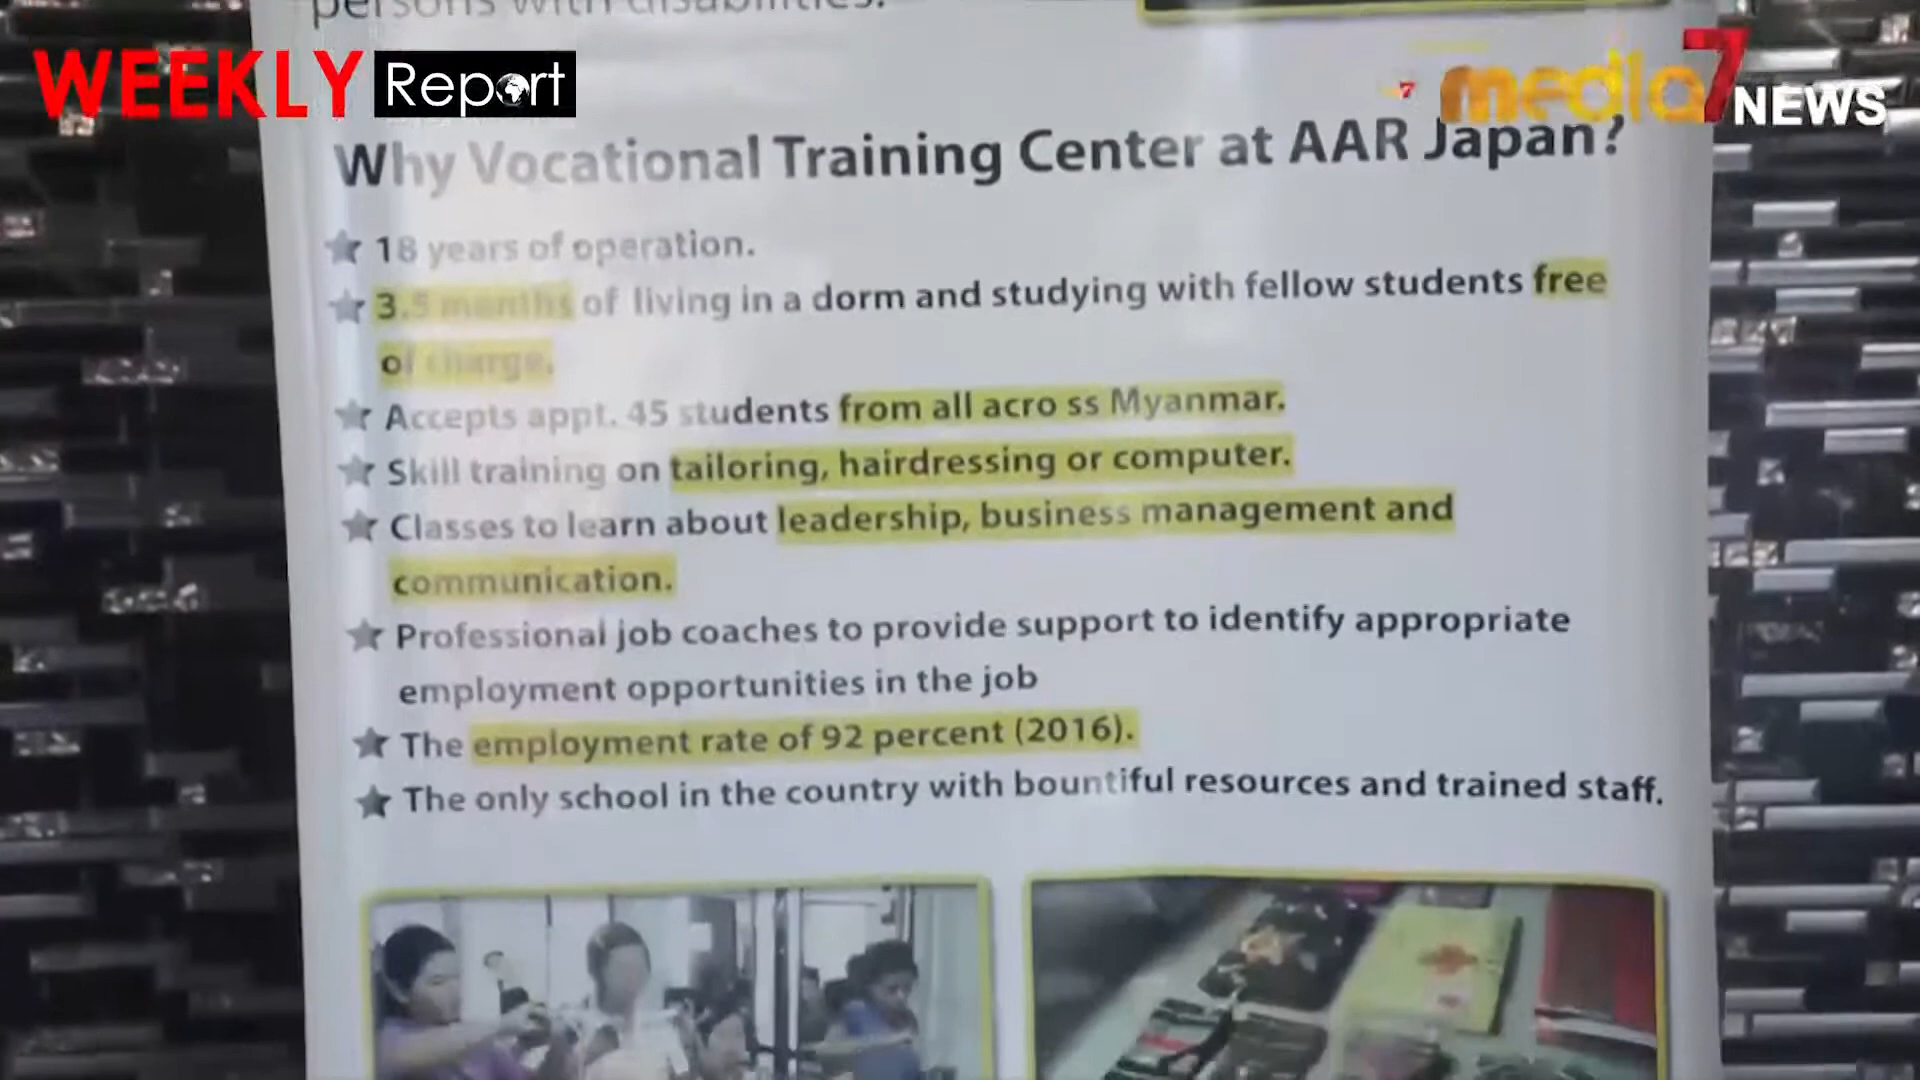 persons with disabilities.
WEEKLY Report
7 media7 NEWS
Why Vocational Training Center at AAR Japan?
18 years of operation.
3.5 months of living in a dorm and studying with fellow students free
of charge.
Accepts appt. 45 students from all acro ss Myanmar.
Skill training on tailoring, hairdressing or computer.
Classes to learn about leadership, business management and
communication.
Professional job coaches to provide support to identify appropriate
employment opportunities in the job
The employment rate of 92 percent (2016).
The only school in the country with bountiful resources and trained staff.